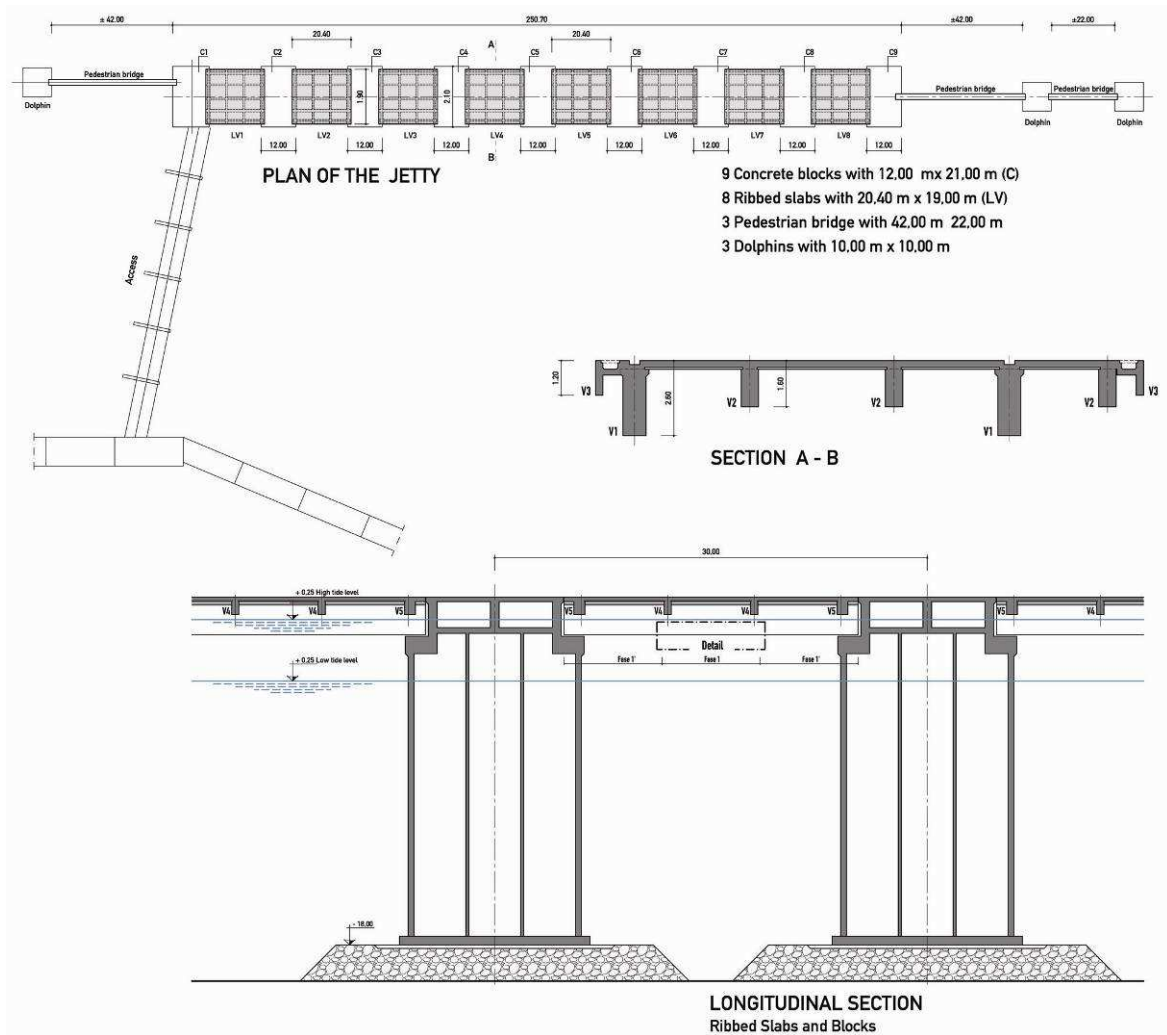 ± 42.00
250.70
±42.00
±22.00
20.40
20.40
A
C1
C2
C3
C4
C5
C6
C7
C8
C9
Pedestrian bridge
Pedestrian bridge
Pedestrian bridge
1.90
2.10
Dolphin
Dolphin
Dolphin
LV1
LV2
LV3
LV4
LV5
LV6
LV7
LV8
12.00
12.00
12.00
12.00
12.00
12.00
12.00
12.00
B
PLAN OF THE JETTY
9 Concrete blocks with 12,00 mx 21,00 m (C)
8 Ribbed slabs with 20,40 m x 19,00 m (LV)
3 Pedestrian bridge with 42,00 m 22,00 m
3 Dolphins with 10,00 m x 10,00 m
Access
1.20
V3
V1
2.60
V2
1.60
V2
V1
V2
V3
SECTION A - B
30,00
+ 0,25 High tide level
V4
V4
V5
V5
V4
V4
V5
V5
V4
Detail
Fase 1'
Fase 1
Fase 1'
+ 0,25 Low tide level
- 18.00
LONGITUDINAL SECTION
Ribbed Slabs and Blocks